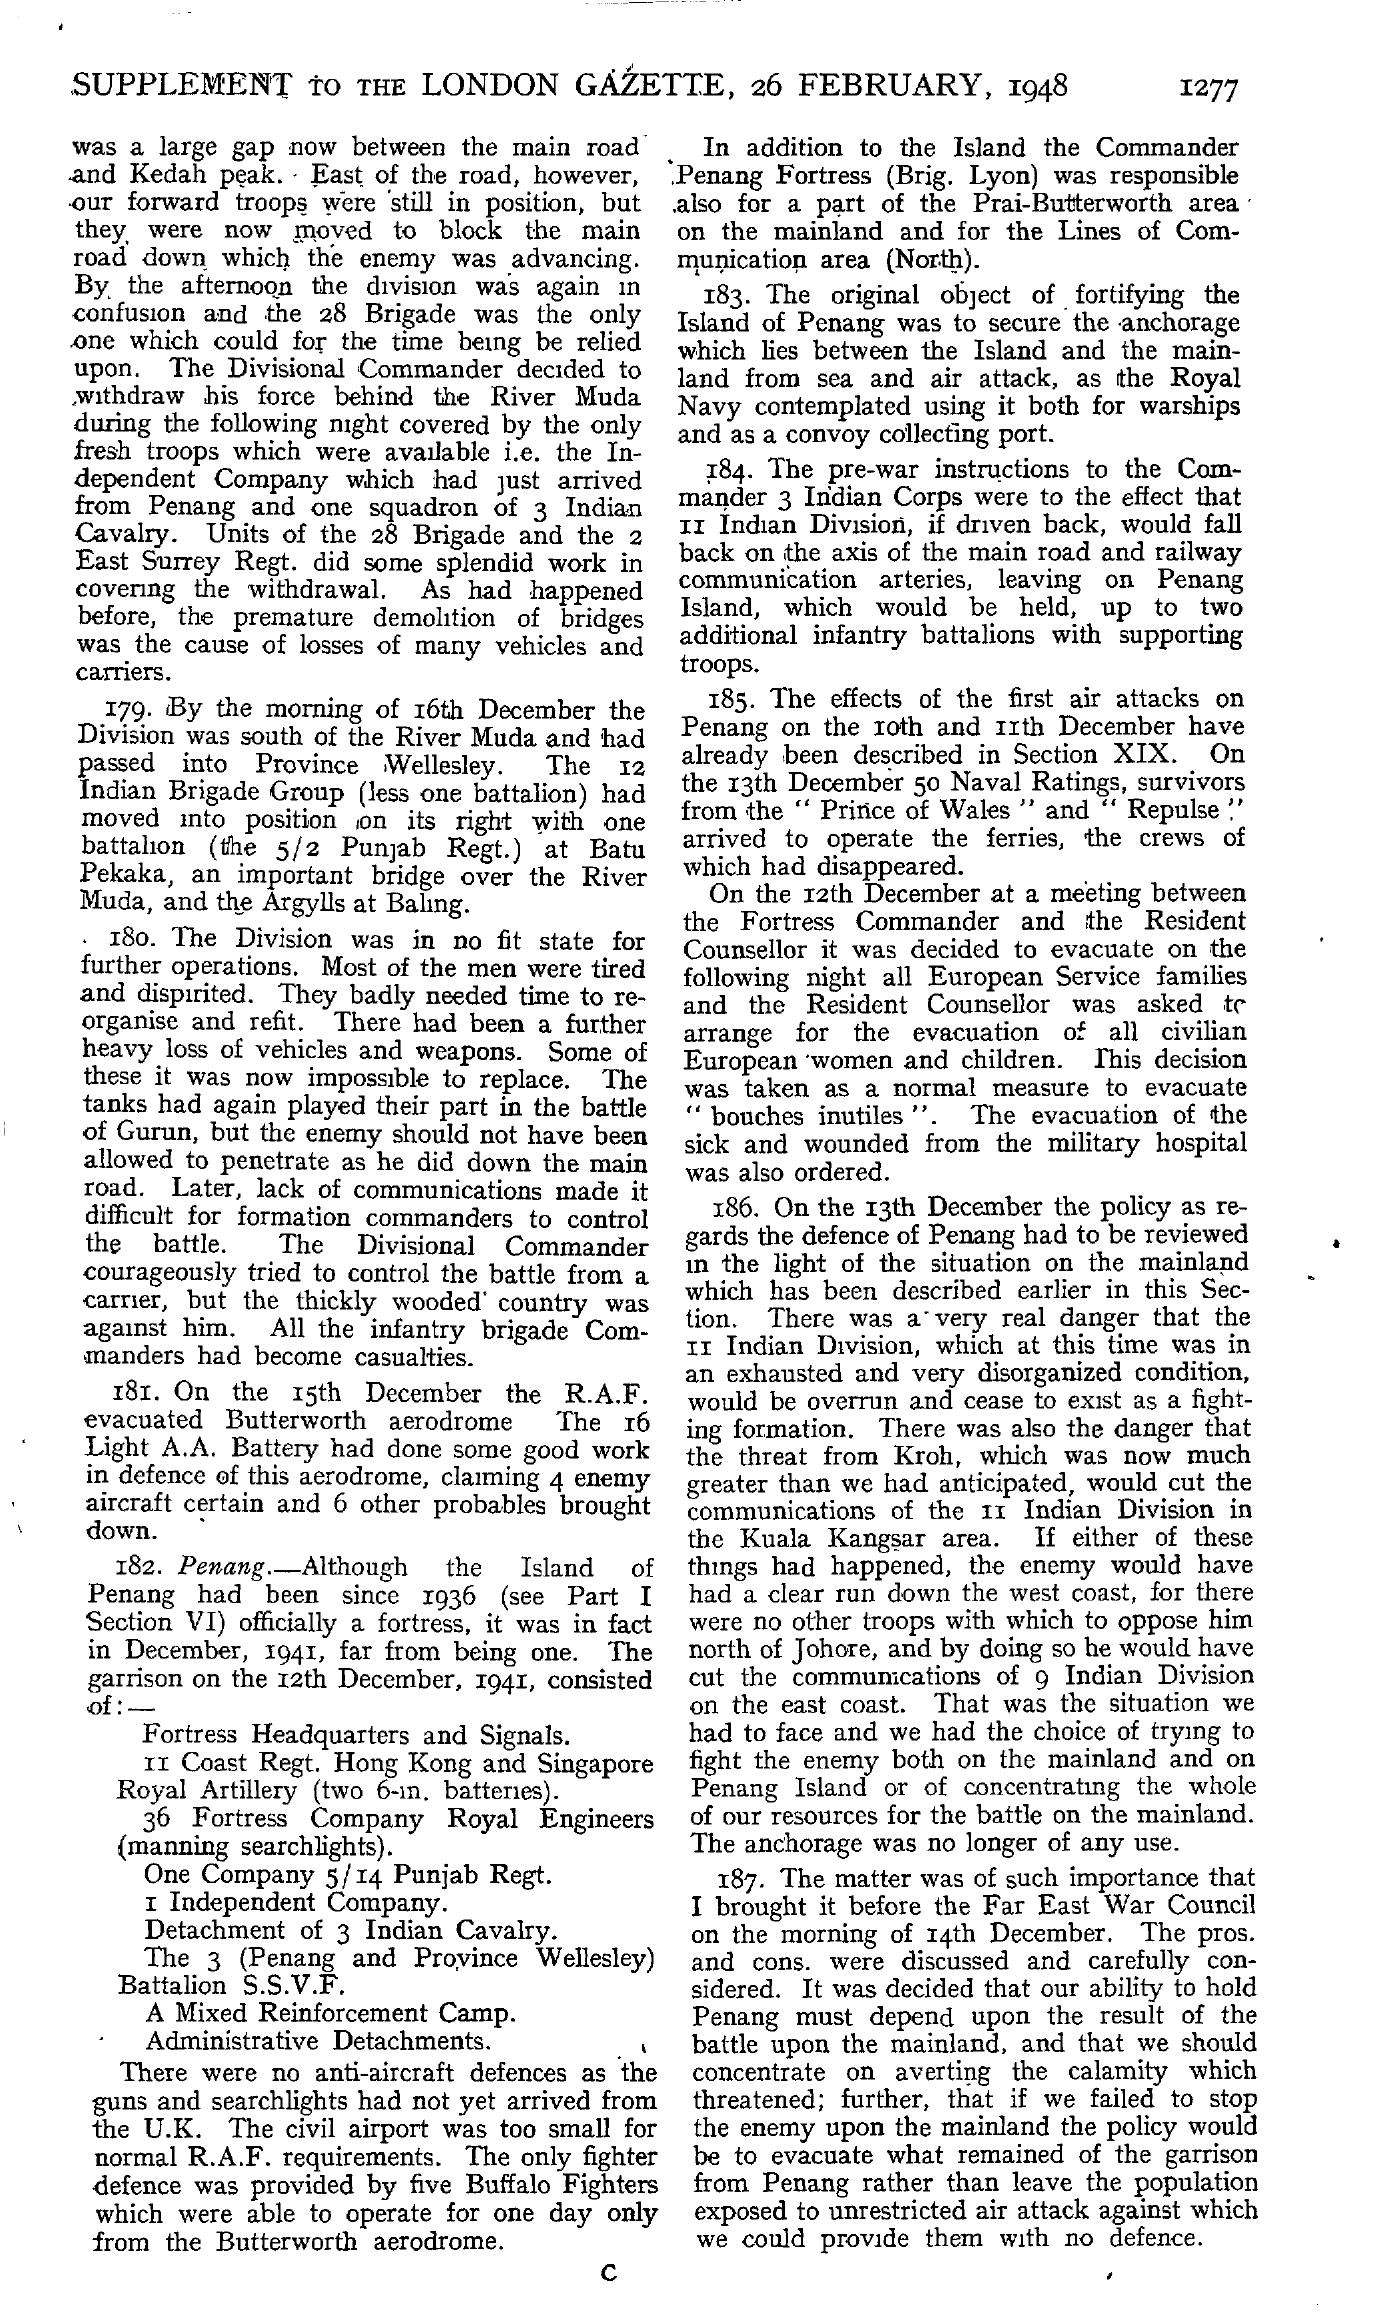 SUPPLEMENT TO THE LONDON GAZETTE, 26 FEBRUARY, 1948 1277
was a large gap now between the main road
and Kedah peak. East of the road, however,
our forward troops were still in position, but
they were now moved to block the main
road down which the enemy was advancing.
By the afternoon the division was again in
confusion and the 28 Brigade was the only
one which could for the time being be relied
upon. The Divisional Commander decided to
withdraw his force behind the River Muda
during the following night covered by the only
fresh troops which were available i.e. the In-
dependent Company which had just arrived
from Penang and one squadron of 3 Indian
Cavalry. Units of the 28 Brigade and the 2
East Surrey Regt. did some splendid work in
covering the withdrawal. As had happened
before, the premature demolition of bridges
was the cause of losses of many vehicles and
carriers.
179. By the morning of 16th December the
Division was south of the River Muda and had
passed into Province Wellesley. The 12
Indian Brigade Group (less one battalion) had
moved into position on its right with one
battalion (the 5/2 Punjab Regt.) at Batu
Pekaka, an important bridge over the River
Muda, and the Argylls at Baling.
180. The Division was in no fit state for
further operations. Most of the men were tired
and dispirited. They badly needed time to re-
organise and refit. There had been a further
heavy loss of vehicles and weapons. Some of
these it was now impossible to replace. The
tanks had again played their part in the battle
of Gurun, but the enemy should not have been
allowed to penetrate as he did down the main
road. Later, lack of communications made it
difficult for formation commanders to control
the battle. The Divisional Commander
courageously tried to control the battle from a
carrier, but the thickly wooded country was
against him. All the infantry brigade Com-
manders had become casualties.
181. On the 15th December the R.A.F.
evacuated Butterworth aerodrome The 16
Light A.A. Battery had done some good work
in defence of this aerodrome, claiming 4 enemy
aircraft certain and 6 other probables brought
down.
182. Penang.—Although the Island of
Penang had been since 1936 (see Part I
Section VI) officially a fortress, it was in fact
in December, 1941, far from being one. The
garrison on the 12th December, 1941, consisted
of:—
Fortress Headquarters and Signals.
11 Coast Regt. Hong Kong and Singapore
Royal Artillery (two 6-in. batteries).
36 Fortress Company Royal Engineers
(manning searchlights).
One Company 5/14 Punjab Regt.
1 Independent Company.
Detachment of 3 Indian Cavalry.
The 3 (Penang and Province Wellesley)
Battalion S.S.V.F.
A Mixed Reinforcement Camp.
Administrative Detachments.
There were no anti-aircraft defences as the
guns and searchlights had not yet arrived from
the U.K. The civil airport was too small for
normal R.A.F. requirements. The only fighter
defence was provided by five Buffalo Fighters
which were able to operate for one day only
from the Butterworth aerodrome.
In addition to the Island the Commander
Penang Fortress (Brig. Lyon) was responsible
also for a part of the Prai-Butterworth area
on the mainland and for the Lines of Com-
munication area (North).
183. The original object of fortifying the
Island of Penang was to secure the anchorage
which lies between the Island and the main-
land from sea and air attack, as the Royal
Navy contemplated using it both for warships
and as a convoy collecting port.
184. The pre-war instructions to the Com-
mander 3 Indian Corps were to the effect that
11 Indian Division, if driven back, would fall
back on the axis of the main road and railway
communication arteries, leaving on Penang
Island, which would be held, up to two
additional infantry battalions with supporting
troops.
185. The effects of the first air attacks on
Penang on the 10th and 11th December have
already been described in Section XIX. On
the 13th December 50 Naval Ratings, survivors
from the " Prince of Wales " and " Repulse "
arrived to operate the ferries, the crews of
which had disappeared.
On the 12th December at a meeting between
the Fortress Commander and the Resident
Counsellor it was decided to evacuate on the
following night all European Service families
and the Resident Counsellor was asked to
arrange for the evacuation of all civilian
European women and children. This decision
was taken as a normal measure to evacuate
" bouches inutiles ". The evacuation of the
sick and wounded from the military hospital
was also ordered.
186. On the 13th December the policy as re-
gards the defence of Penang had to be reviewed
in the light of the situation on the mainland
which has been described earlier in this Sec-
tion. There was a very real danger that the
11 Indian Division, which at this time was in
an exhausted and very disorganized condition,
would be overrun and cease to exist as a fight-
ing formation. There was also the danger that
the threat from Kroh, which was now much
greater than we had anticipated, would cut the
communications of the 11 Indian Division in
the Kuala Kangsar area. If either of these
things had happened, the enemy would have
had a clear run down the west coast, for there
were no other troops with which to oppose him
north of Johore, and by doing so he would have
cut the communications of 9 Indian Division
on the east coast. That was the situation we
had to face and we had the choice of trying to
fight the enemy both on the mainland and on
Penang Island or of concentrating the whole
of our resources for the battle on the mainland.
The anchorage was no longer of any use.
187. The matter was of such importance that
I brought it before the Far East War Council
on the morning of 14th December. The pros.
and cons. were discussed and carefully con-
sidered. It was decided that our ability to hold
Penang must depend upon the result of the
battle upon the mainland, and that we should
concentrate on averting the calamity which
threatened; further, that if we failed to stop
the enemy upon the mainland the policy would
be to evacuate what remained of the garrison
from Penang rather than leave the population
exposed to unrestricted air attack against which
we could provide them with no defence.
C